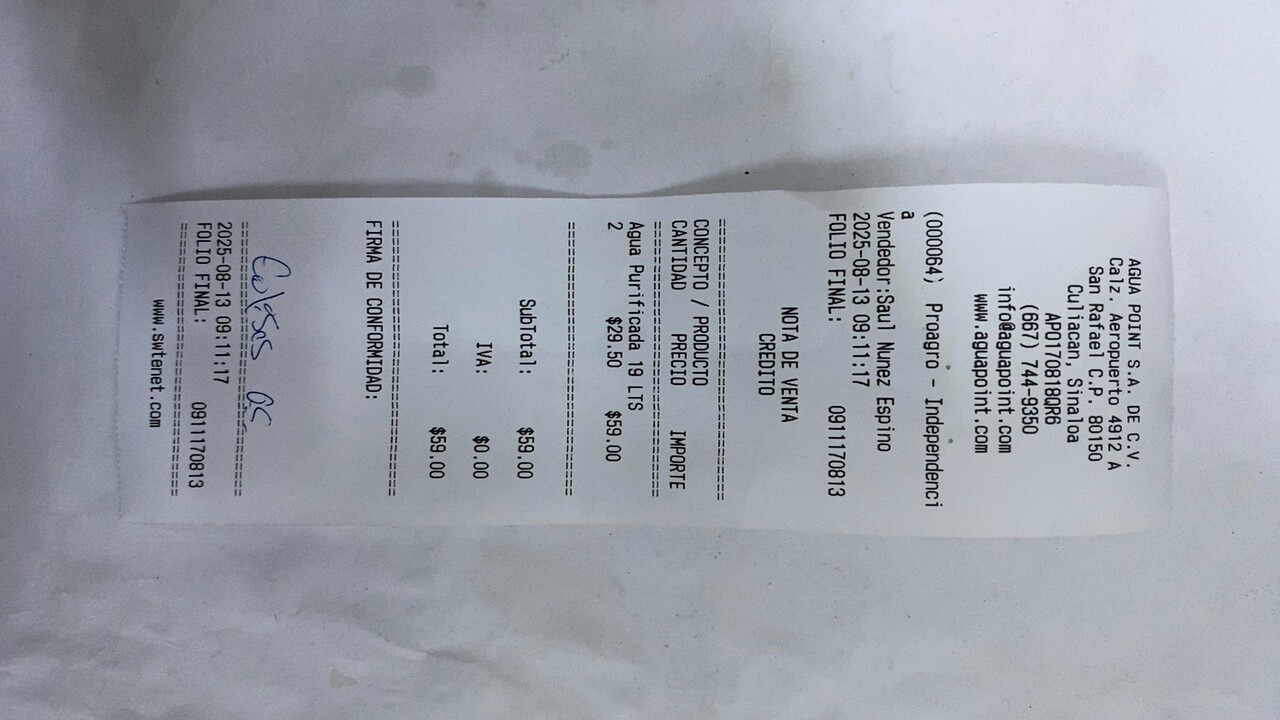 AGUA POINT S.A. DE C.V.
Calz. Aeropuerto 4912 A
San Rafael C.P. 80150
Culiacan, Sinaloa
APO170818QR6
(667) 744-9350
info@aguapoint.com
www.aguapoint.com
(000064) Proagro - Independenci
a
Vendedor:Saul Nunez Espino
2025-08-13 09:11:17
FOLIO FINAL: 0911170813
NOTA DE VENTA
CREDITO
================================
CONCEPTO / PRODUCTO
CANTIDAD PRECIO IMPORTE
================================
Agua Purificada 19 LTS
2 $29.50 $59.00
================================
SubTotal: $59.00
IVA: $0.00
Total: $59.00
================================
FIRMA DE CONFORMIDAD:
================================
2025-08-13 09:11:17
FOLIO FINAL: 0911170813
================================
www.swtenet.com